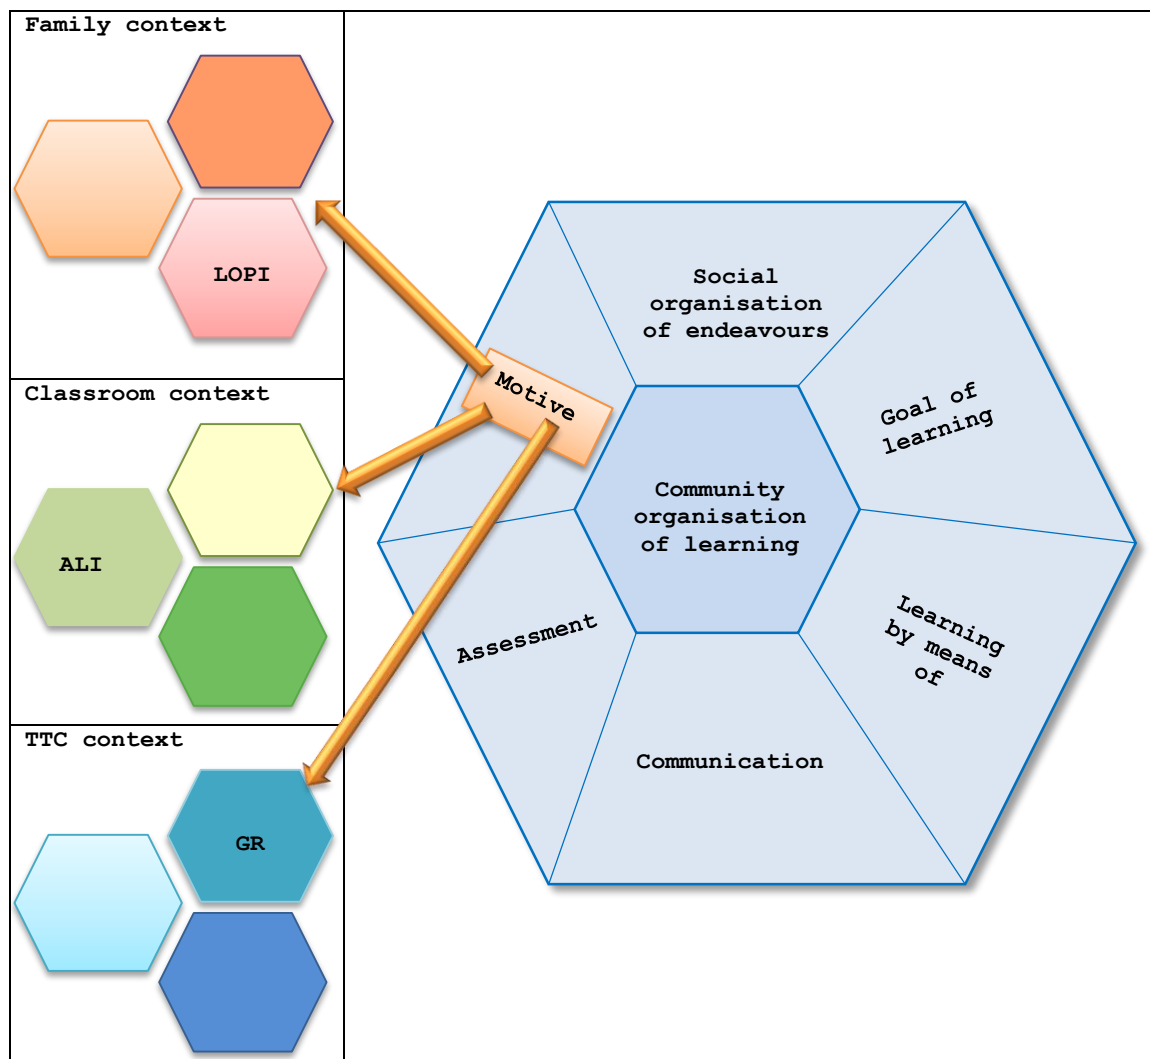 Family context
LOPI
Classroom context
ALI
TTC context
GR
Motive
Social
organisation
of endeavours
Goal of
learning
Community
organisation
of learning
Learning
by means
of
Assessment
Communication